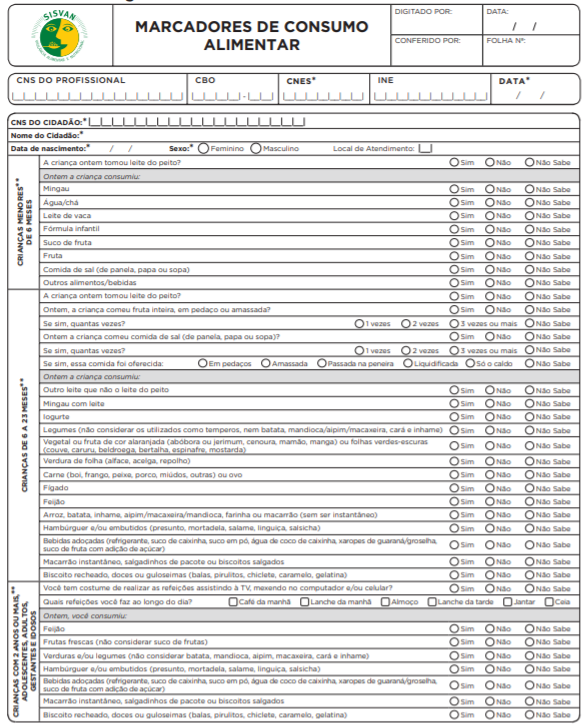 SISVAN
MARCADORES DE CONSUMO
ALIMENTAR
DIGITADO POR:
DATA:
/ /
CONFERIDO POR:
FOLHA Nº:
CNS DO PROFISSIONAL
CBO
CNES*
INE
DATA*
/ /
CNS DO CIDADÃO:*
Nome do Cidadão:*
Data de nascimento:* / / Sexo:* Feminino Masculino Local de Atendimento:
CRIANÇAS MENORES**
DE 6 MESES
A criança ontem tomou leite do peito? Sim Não Não Sabe
Ontem a criança consumiu:
Mingau Sim Não Não Sabe
Água/chá Sim Não Não Sabe
Leite de vaca Sim Não Não Sabe
Fórmula infantil Sim Não Não Sabe
Suco de fruta Sim Não Não Sabe
Fruta Sim Não Não Sabe
Comida de sal (de panela, papa ou sopa) Sim Não Não Sabe
Outros alimentos/bebidas Sim Não Não Sabe
CRIANÇAS DE 6 A 23 MESES**
A criança ontem tomou leite do peito? Sim Não Não Sabe
Ontem, a criança comeu fruta inteira, em pedaço ou amassada? Sim Não Não Sabe
Se sim, quantas vezes? 1 vezes 2 vezes 3 vezes ou mais Não Sabe
Ontem a criança comeu comida de sal (de panela, papa ou sopa)? Sim Não Não Sabe
Se sim, quantas vezes? 1 vezes 2 vezes 3 vezes ou mais Não Sabe
Se sim, essa comida foi oferecida: Em pedaços Amassada Passada na peneira Liquidificada Só o caldo Não Sabe
Ontem a criança consumiu:
Outro leite que não o leite do peito Sim Não Não Sabe
Mingau com leite Sim Não Não Sabe
Iogurte Sim Não Não Sabe
Legumes (não considerar os utilizados como temperos, nem batata, mandioca/aipim/macaxeira, cará e inhame) Sim Não Não Sabe
Vegetal ou fruta de cor alaranjada (abóbora ou jerimum, cenoura, mamão, manga) ou folhas verdes-escuras
(couve, caruru, beldroega, bertalha, espinafre, mostarda) Sim Não Não Sabe
Verdura de folha (alface, acelga, repolho) Sim Não Não Sabe
Carne (boi, frango, peixe, porco, miúdos, outras) ou ovo Sim Não Não Sabe
Fígado Sim Não Não Sabe
Feijão Sim Não Não Sabe
Arroz, batata, inhame, aipim/macaxeira/mandioca, farinha ou macarrão (sem ser instantâneo) Sim Não Não Sabe
Hambúrguer e/ou embutidos (presunto, mortadela, salame, linguiça, salsicha) Sim Não Não Sabe
Bebidas adoçadas (refrigerante, suco de caixinha, suco em pó, água de coco de caixinha, xaropes de guaraná/groselha,
suco de fruta com adição de açúcar) Sim Não Não Sabe
Macarrão instantâneo, salgadinhos de pacote ou biscoitos salgados Sim Não Não Sabe
Biscoito recheado, doces ou guloseimas (balas, pirulitos, chiclete, caramelo, gelatina) Sim Não Não Sabe
CRIANÇAS COM 2 ANOS OU MAIS,**
ADOLESCENTES, ADULTOS,
GESTANTES E IDOSOS
Você tem costume de realizar as refeições assistindo à TV, mexendo no computador e/ou celular? Sim Não Não Sabe
Quais refeições você faz ao longo do dia? Café da manhã Lanche da manhã Almoço Lanche da tarde Jantar Ceia
Ontem, você consumiu:
Feijão Sim Não Não Sabe
Frutas frescas (não considerar suco de frutas) Sim Não Não Sabe
Verduras e/ou legumes (não considerar batata, mandioca, aipim, macaxeira, cará e inhame) Sim Não Não Sabe
Hambúrguer e/ou embutidos (presunto, mortadela, salame, linguiça, salsicha) Sim Não Não Sabe
Bebidas adoçadas (refrigerante, suco de caixinha, suco em pó, água de coco de caixinha, xaropes de guaraná/groselha,
suco de fruta com adição de açúcar) Sim Não Não Sabe
Macarrão instantâneo, salgadinhos de pacote ou biscoitos salgados Sim Não Não Sabe
Biscoito recheado, doces ou guloseimas (balas, pirulitos, chiclete, caramelo, gelatina) Sim Não Não Sabe